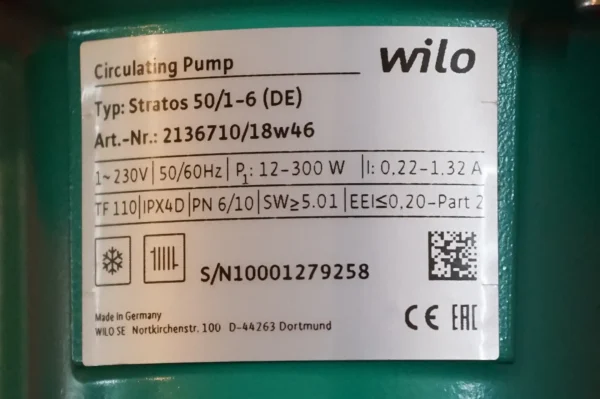 wilo
Circulating Pump
Typ: Stratos 50/1-6 (DE)
Art.-Nr.: 2136710/18w46
1~230V | 50/60Hz | P1: 12-300 W | I: 0,22-1.32 A
TF 110 | IPX4D | PN 6/10 | SW≥5.01 | EEI≤0,20-Part 2
S/N10001279258
Made in Germany
WILO SE Nortkirchenstr. 100 D-44263 Dortmund
CE EAC